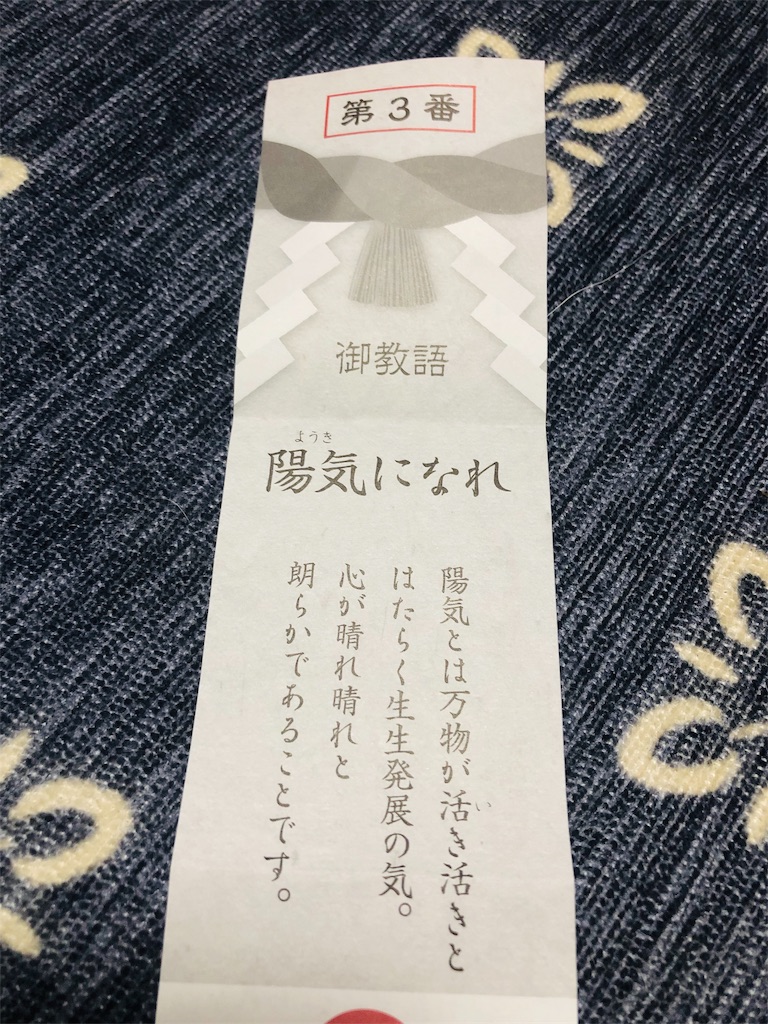 第3番
御教語
ようき
陽気になれ
陽気とは万物が活き活きと
い
はたらく生生発展の気。
心が晴れ晴れと
朗らかであることです。